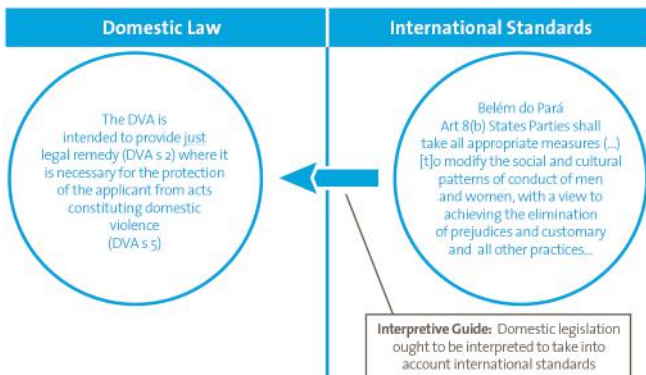 Domestic Law
International Standards
The DVA is
intended to provide just
legal remedy (DVA s 2) where it
is necessary for the protection
of the applicant from acts
constituting domestic
violence
(DVA s 5)
Belém do Pará
Art 8(b) States Parties shall
take all appropriate measures (...)
[t]o modify the social and cultural
patterns of conduct of men
and women, with a view to
achieving the elimination
of prejudices and customary
and all other practices...
Interpretive Guide: Domestic legislation
ought to be interpreted to take into
account international standards